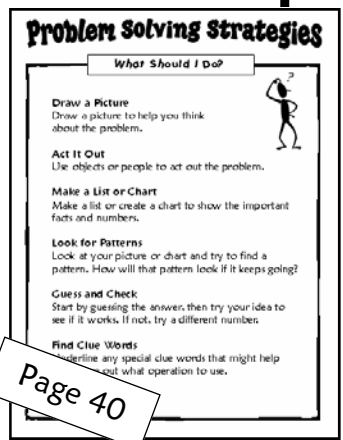 Problem Solving Strategies
What Should I Do?
?
Draw a Picture
Draw a picture to help you think
about the problem.
Act It Out
Use objects or people to act out the problem.
Make a List or Chart
Make a list or create a chart to show the important
facts and numbers.
Look for Patterns
Look at your picture or chart and try to find a
pattern. How will that pattern look if it keeps going?
Guess and Check
Start by guessing the answer, then try your idea to
see if it works. If not, try a different number.
Find Clue Words
any special clue words that might help
out what operation to use.
Page 40